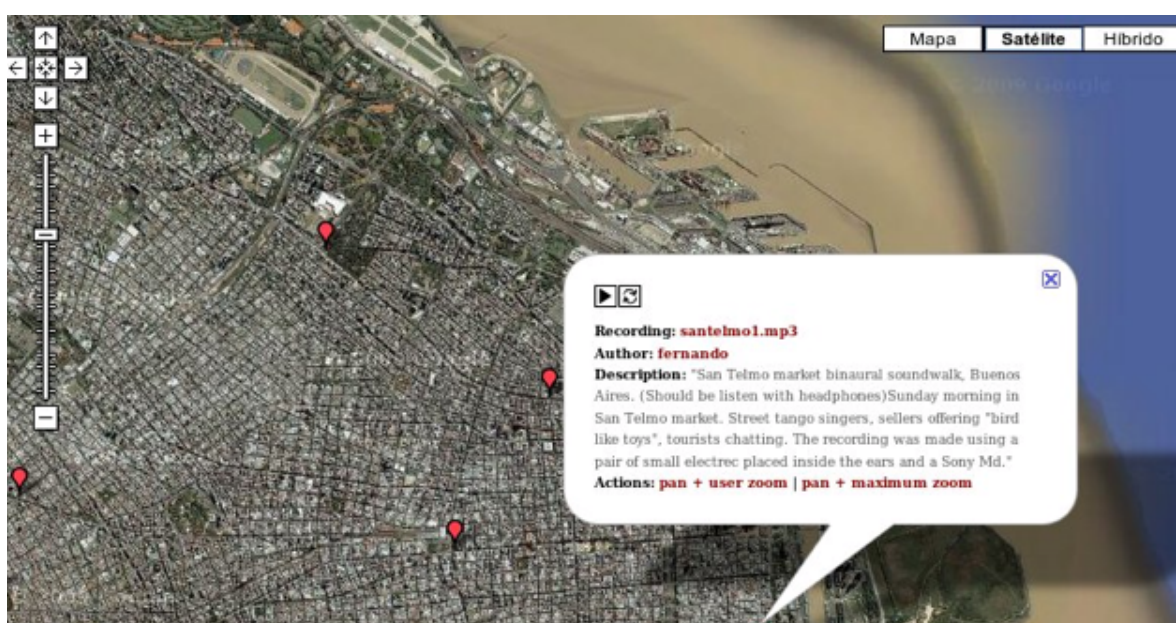 Mapa
Satélite
Híbrido
© 2009 Google
Recording: santelmo1.mp3
Author: fernando
Description: "San Telmo market binaural soundwalk, Buenos
Aires. (Should be listen with headphones)Sunday morning in
San Telmo market. Street tango singers, sellers offering "bird
like toys", tourists chatting. The recording was made using a
pair of small electrec placed inside the ears and a Sony Md."
Actions: pan + user zoom | pan + maximum zoom